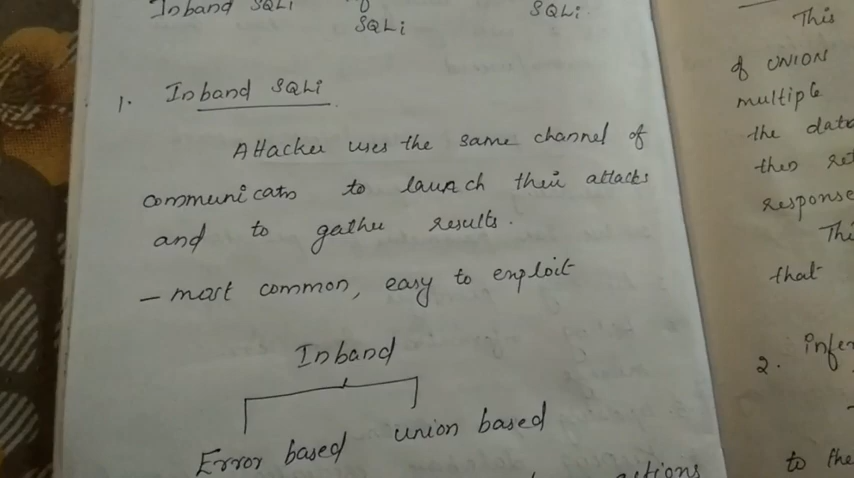 Inband SQLi
SQLi
SQLi
1. Inband SQLi
Attacker uses the same channel of
communicatn to launch their attacks
and to gather results.
– most common, easy to exploit
Inband
Error based union based
actions
This
of UNION
multiple
the data
then
response
that
2. infer
to the